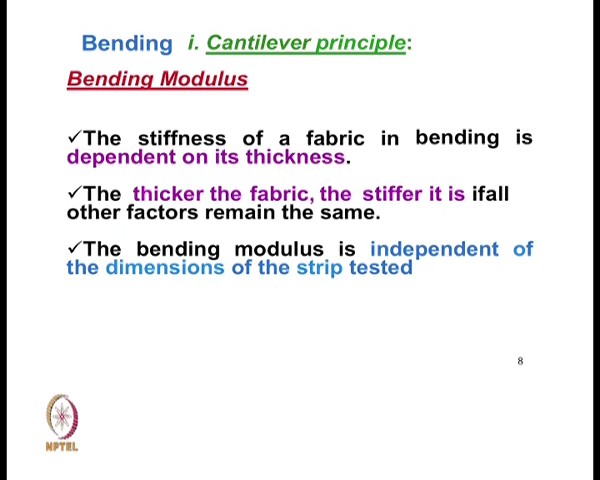 Bending i. Cantilever principle:
Bending Modulus
✓The stiffness of a fabric in bending is
dependent on its thickness.
✓The thicker the fabric, the stiffer it is ifall
other factors remain the same.
✓The bending modulus is independent of
the dimensions of the strip tested
8
NPTEL